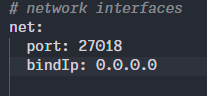 # network interfaces
net:
  port: 27018
  bindIp: 0.0.0.0